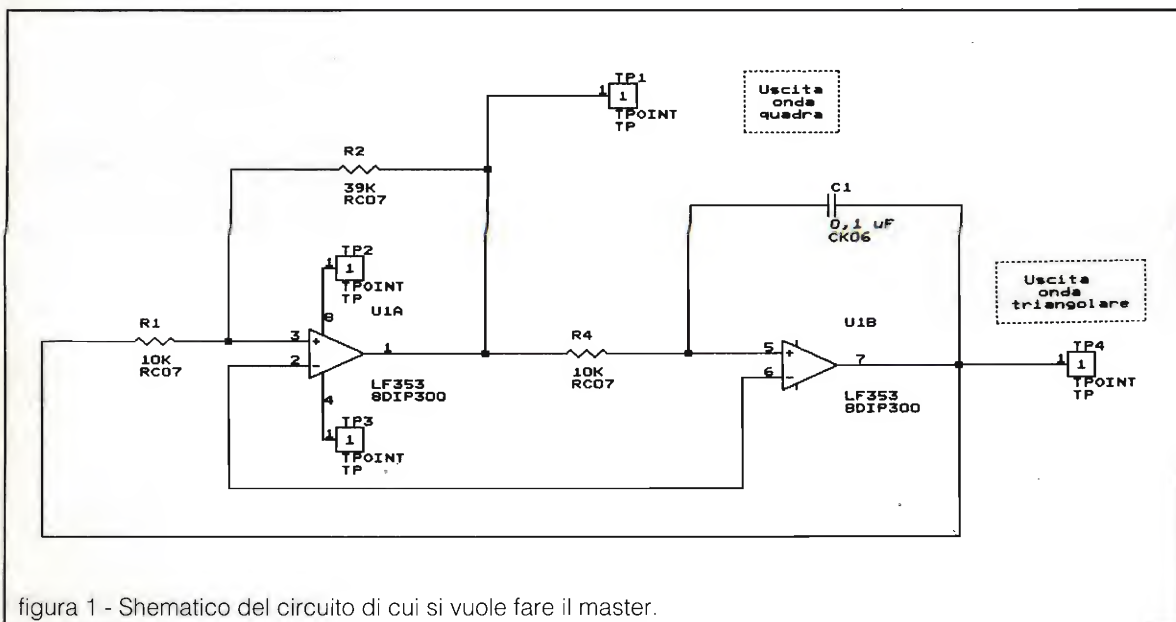 TP1
1
1
TPOINT
TP
Uscita
onda
quadra
R2
39K
RC07
C1
0,1 uF
CK06
TP2
1
1
TPOINT
TP
8
U1A
Uscita
onda
triangolare
R1
10K
RC07
3
+
2
-
1
LF353
8DIP300
4
R4
10K
RC07
U1B
5
+
6
-
7
LF353
8DIP300
TP4
1
1
TPOINT
TP
TP3
1
1
TPOINT
TP
figura 1 - Shematico del circuito di cui si vuole fare il master.